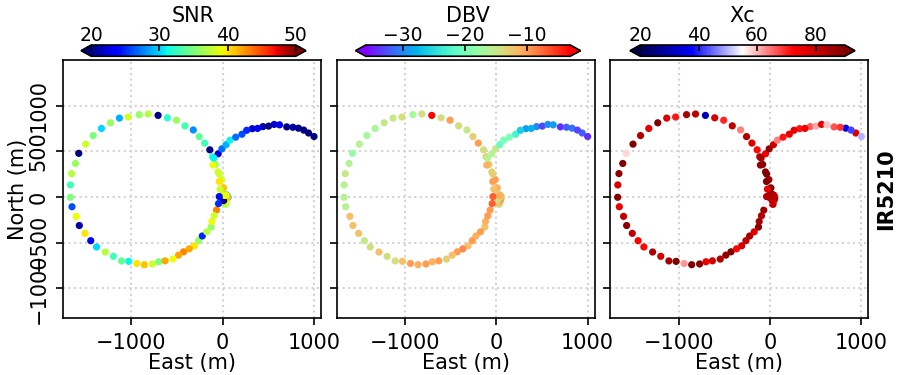 SNR DBV Xc
20 30 40 50 −30 −20 −10 20 40 60 80
North (m)
1000
500
0
−500
−1000
IR5210
−1000 0 1000 −1000 0 1000 −1000 0 1000
East (m) East (m) East (m)